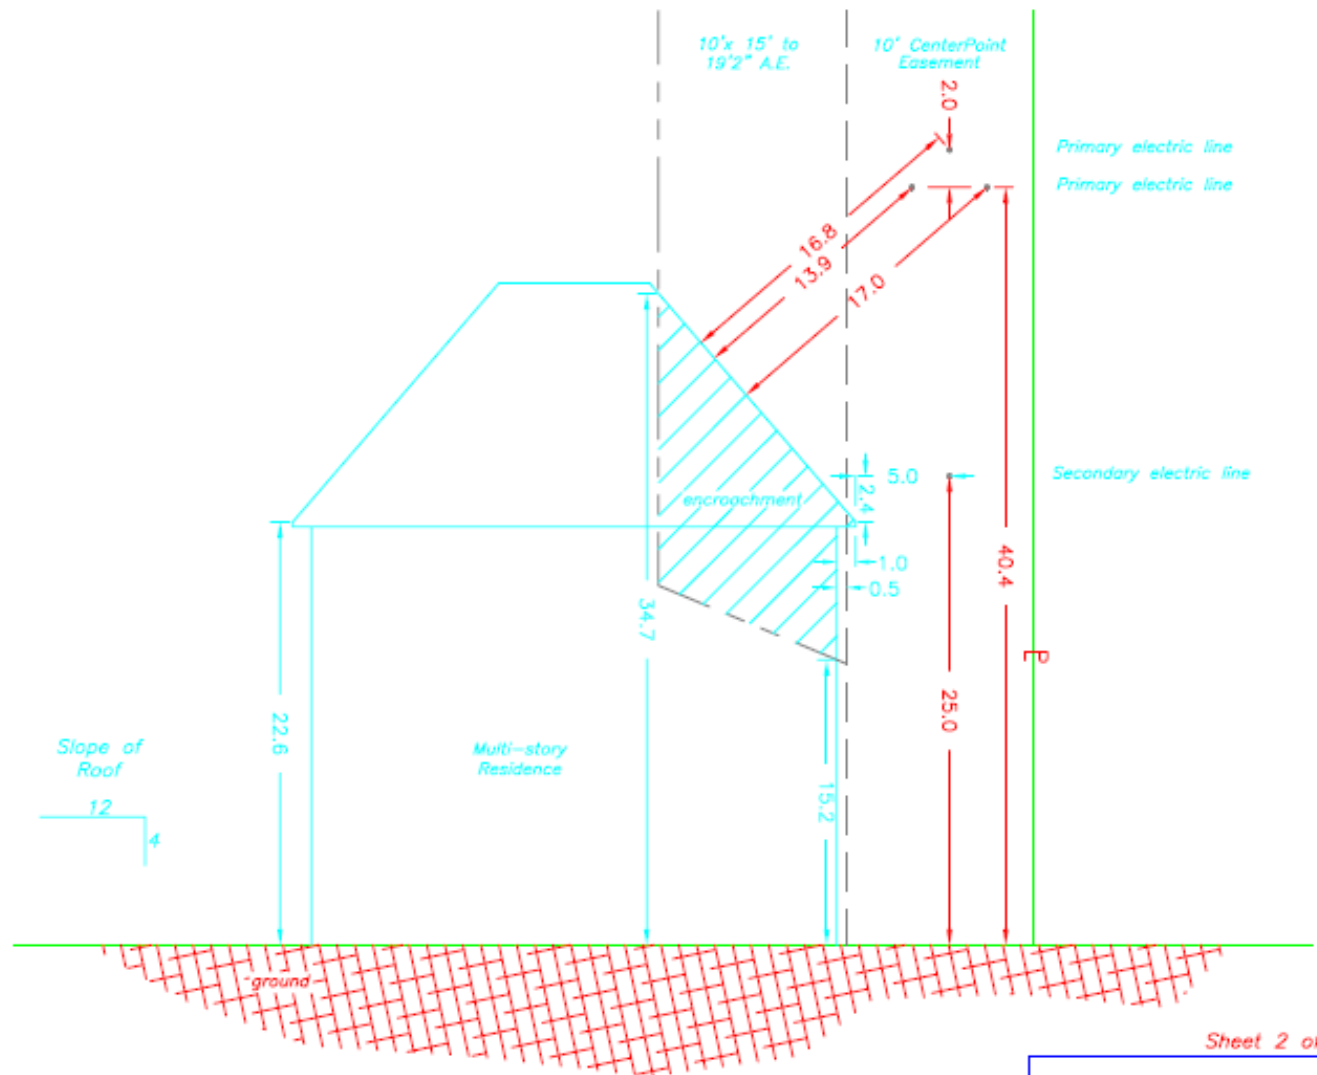 10'x 15' to
19'2" A.E.
10' CenterPoint
Easement
2.0
Primary electric line
Primary electric line
16.8
13.9
17.0
Secondary electric line
5.0
2.4
encroachment
1.0
0.5
40.4
34.7
PL
25.0
22.6
15.2
Slope of
Roof
12
4
Multi-story
Residence
ground
Sheet 2 of